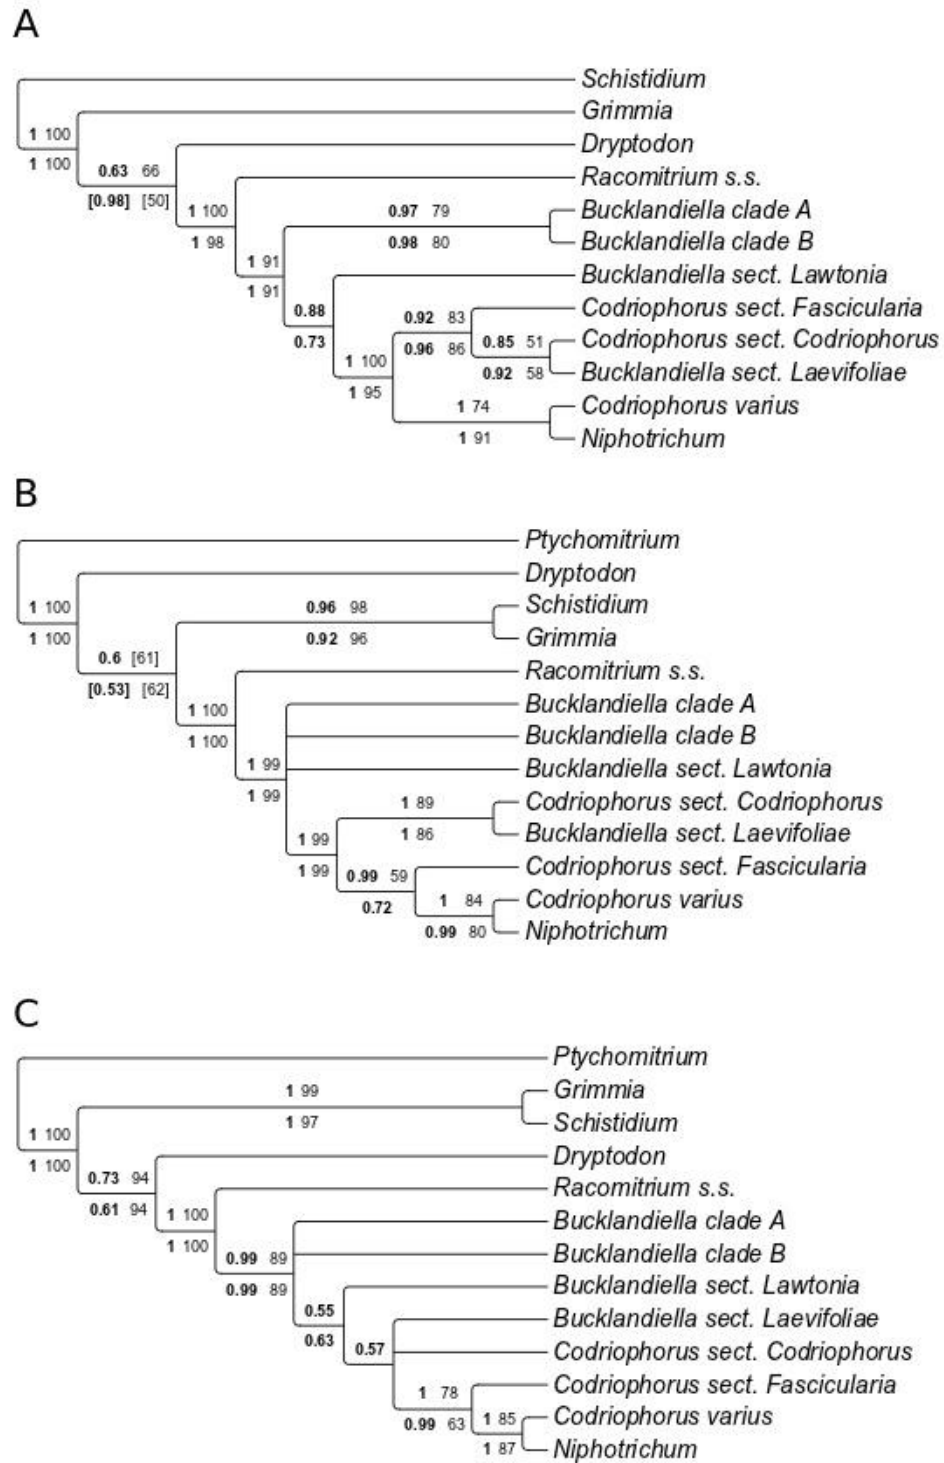 A
Schistidium
Grimmia
1 100
1 100
Dryptodon
0.63 66
[0.98] [50]
Racomitrium s.s.
1 100
1 98
Bucklandiella clade A
0.97 79
0.98 80
Bucklandiella clade B
1 91
1 91
Bucklandiella sect. Lawtonia
0.88
0.73
Codriophorus sect. Fascicularia
0.92 83
0.96 86
Codriophorus sect. Codriophorus
0.85 51
0.92 58
Bucklandiella sect. Laevifoliae
1 100
1 95
Codriophorus varius
1 74
1 91
Niphotrichum
B
Ptychomitrium
Dryptodon
1 100
1 100
Schistidium
0.96 98
0.92 96
Grimmia
0.6 [61]
[0.53] [62]
Racomitrium s.s.
1 100
1 100
Bucklandiella clade A
Bucklandiella clade B
Bucklandiella sect. Lawtonia
1 99
1 99
Codriophorus sect. Codriophorus
1 89
1 86
Bucklandiella sect. Laevifoliae
1 99
1 99
Codriophorus sect. Fascicularia
0.99 59
0.72
Codriophorus varius
1 84
0.99 80
Niphotrichum
C
Ptychomitrium
Grimmia
1 99
1 97
Schistidium
1 100
1 100
Dryptodon
0.73 94
0.61 94
Racomitrium s.s.
1 100
1 100
Bucklandiella clade A
Bucklandiella clade B
0.99 89
0.99 89
Bucklandiella sect. Lawtonia
0.55
0.63
Bucklandiella sect. Laevifoliae
0.57
Codriophorus sect. Codriophorus
Codriophorus sect. Fascicularia
1 78
0.99 63
Codriophorus varius
1 85
1 87
Niphotrichum